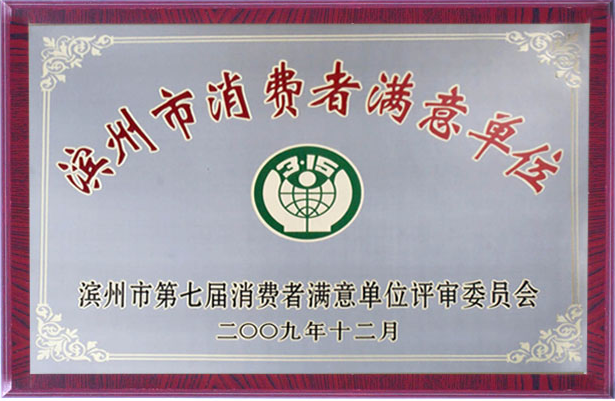 滨州市消费者满意单位
3·15
滨州市第七届消费者满意单位评审委员会
二〇〇九年十二月